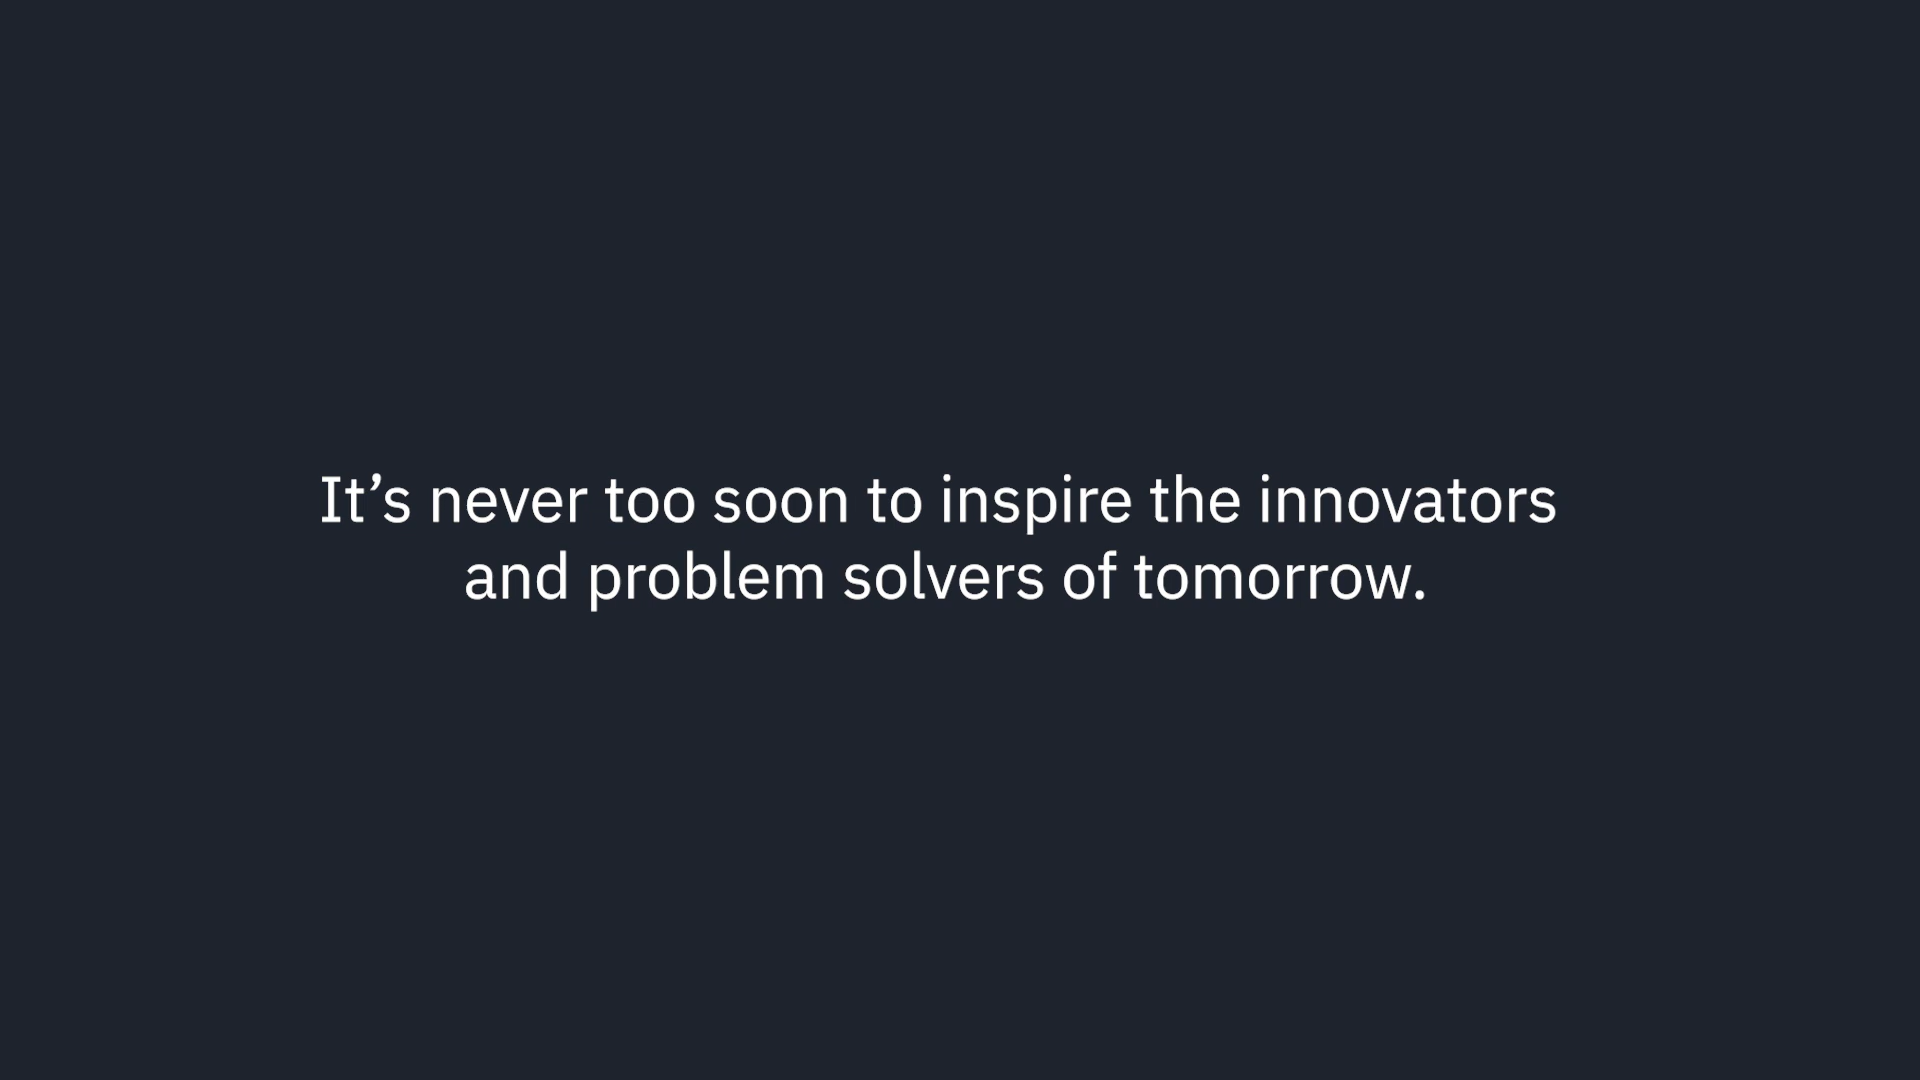 It’s never too soon to inspire the innovators
and problem solvers of tomorrow.